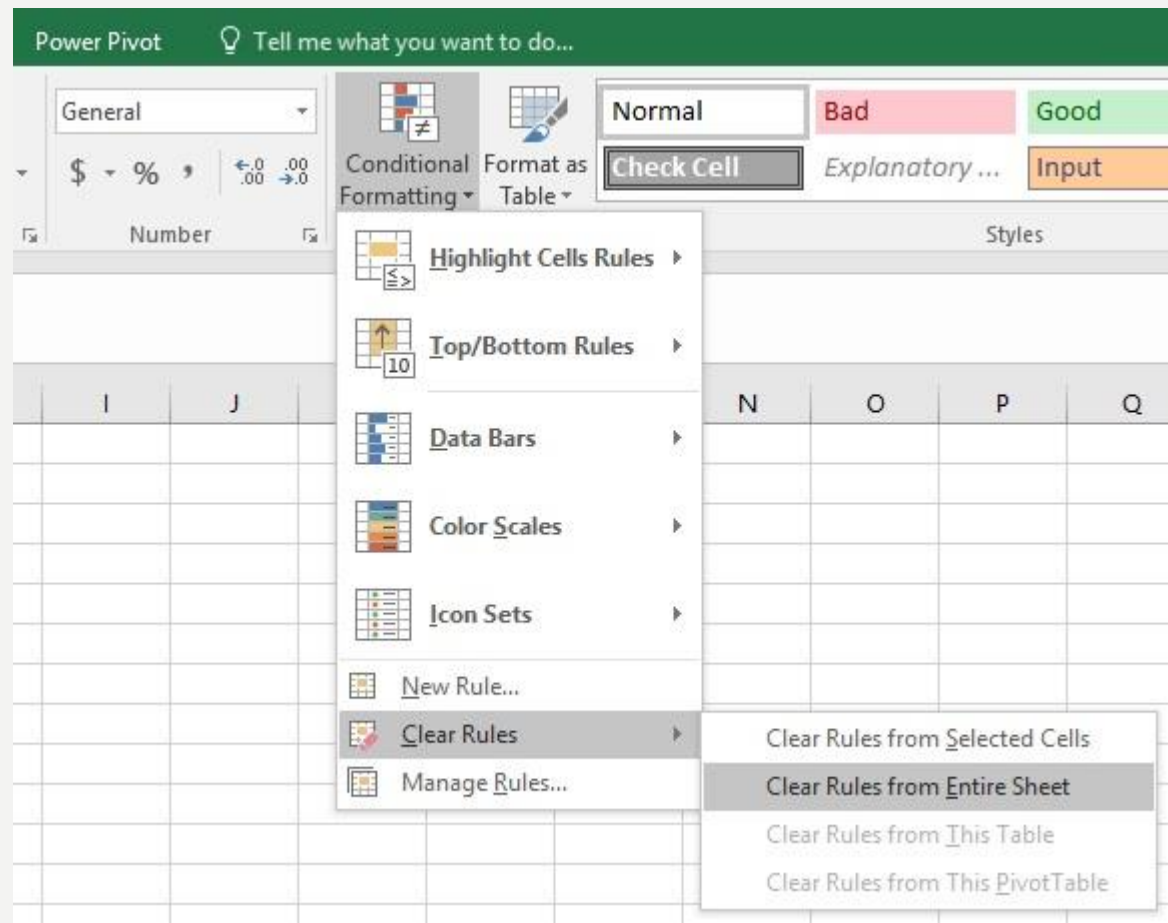 Power Pivot Tell me what you want to do...
General
$ % , .0 .00 .00 .0
Conditional Formatting
Format as Table
Normal Bad Good
Check Cell Explanatory ... Input
Number Styles
I J N O P Q
≠
≤ >
Highlight Cells Rules
10
Top/Bottom Rules
Data Bars
Color Scales
Icon Sets
New Rule...
Clear Rules
Manage Rules...
Clear Rules from Selected Cells
Clear Rules from Entire Sheet
Clear Rules from This Table
Clear Rules from This PivotTable